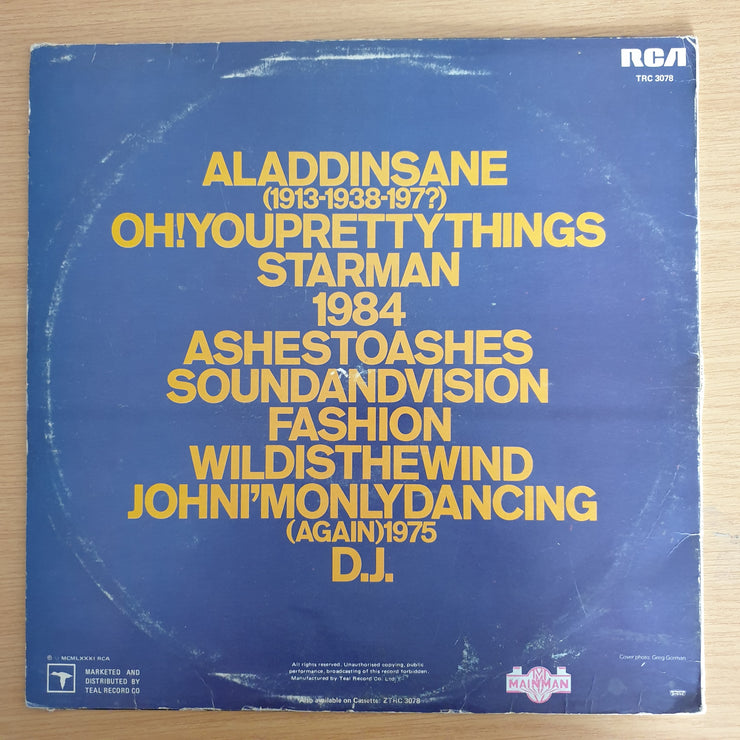 RCA
TRC 3078
ALADDINSANE
(1913-1938-197?)
OH!YOUPRETTYTHINGS
STARMAN
1984
ASHESTOASHES
SOUNDANDVISION
FASHION
WILDISTHEWIND
JOHNI'MONLYDANCING
(AGAIN)1975
D.J.
℗ MCMLXXXI RCA
MARKETED AND
DISTRIBUTED BY
TEAL RECORD CO
All rights reserved. Unauthorised copying, public
performance, broadcasting of this record forbidden.
Manufactured by Teal Record Co. Ltd.
Also available on Cassette: ZTRC 3078
MAINMAN
Cover photo: Greg Gorman